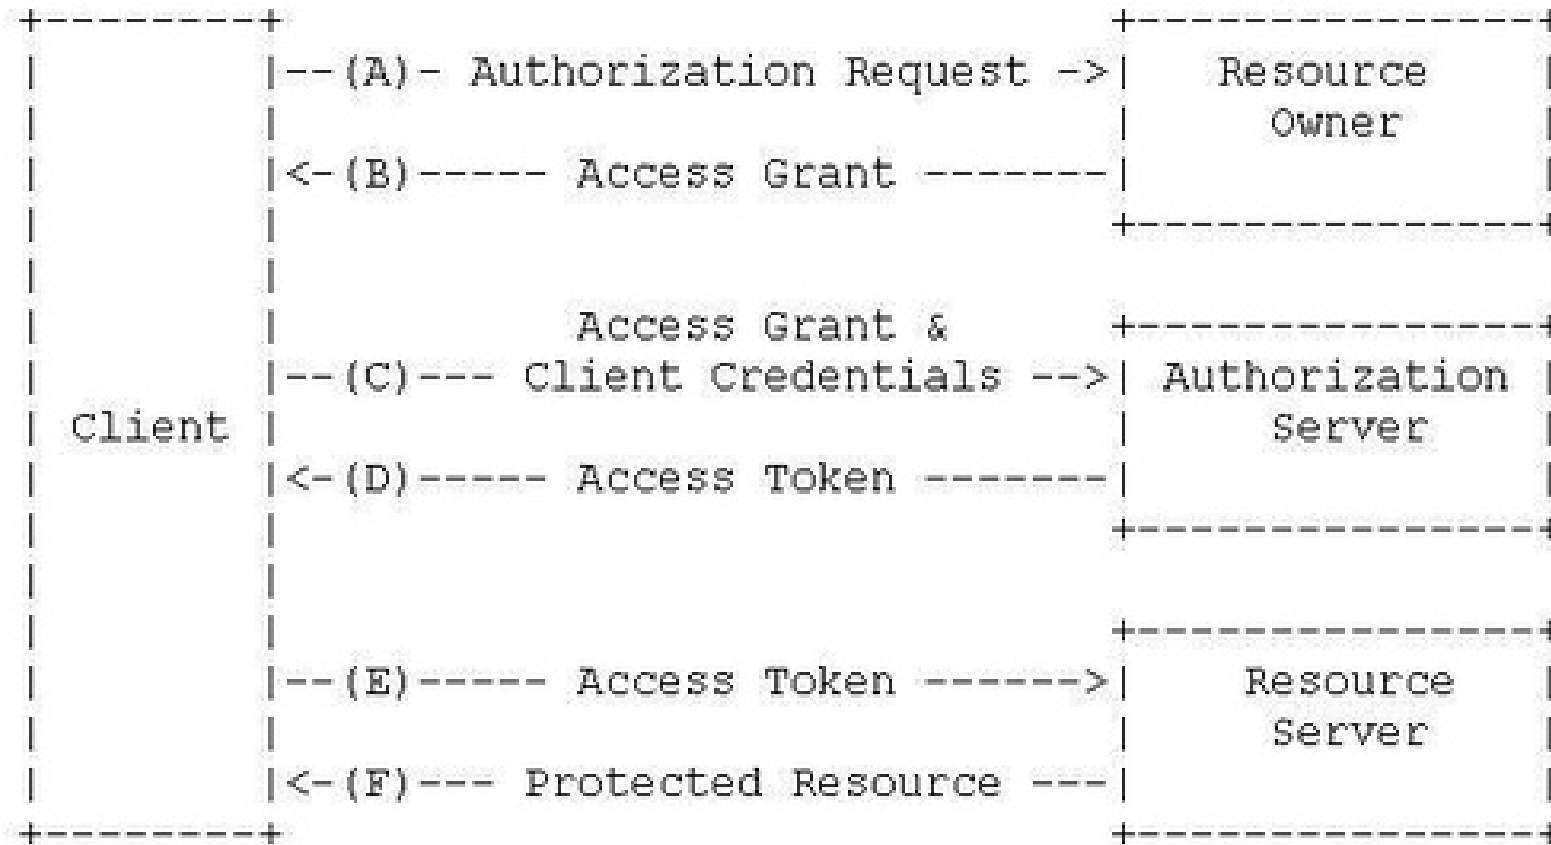 (A) Authorization Request
Resource
Owner
(B) Access Grant
Access Grant &
(C) Client Credentials
Authorization
Server
Client
(D) Access Token
(E) Access Token
Resource
Server
(F) Protected Resource